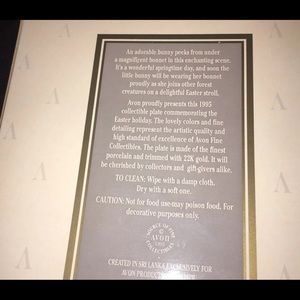 An adorable bunny peeks from under
a magnificent bonnet in this enchanting scene.
It's a wonderful springtime day, and soon the
little bunny will be wearing her bonnet
proudly as she joins other forest
creatures on a delightful Easter stroll.
Avon proudly presents this 1995
collectible plate commemorating the
Easter holiday. The lovely colors and fine
detailing represent the artistic quality and
high standard of excellence of Avon Fine
Collectibles. The plate is made of the finest
porcelain and trimmed with 22K gold. It will
be cherished by collectors and gift-givers alike.
TO CLEAN: Wipe with a damp cloth.
Dry with a soft one.
CAUTION: Not for food use-may poison food. For
decorative purposes only.
SOURCE OF FINE
COLLECTIBLES
©
AVON
CREATED IN SRI LANKA EXCLUSIVELY FOR
AVON